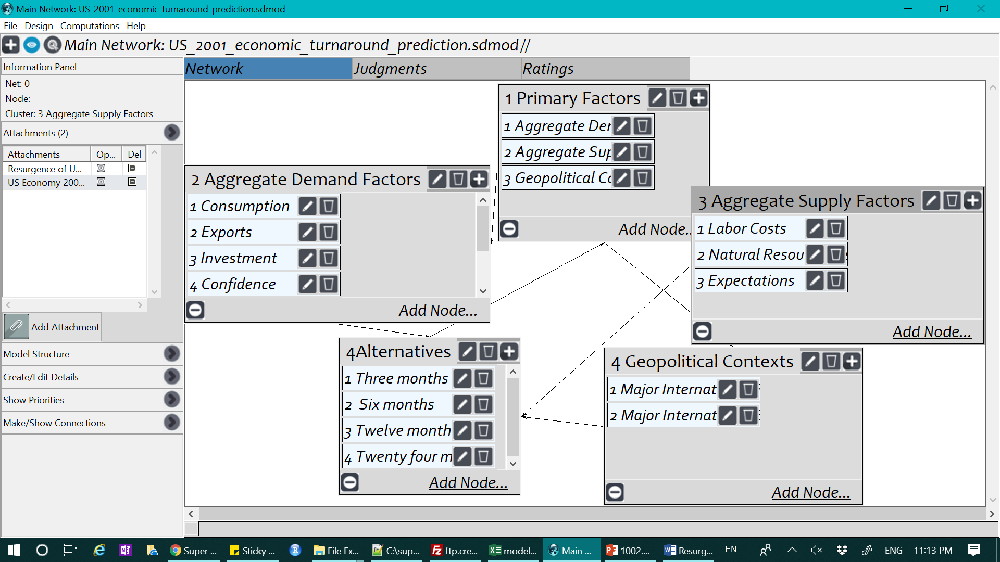 Main Network: US_2001_economic_turnaround_prediction.sdmod
File Design Computations Help
Main Network: US_2001_economic_turnaround_prediction.sdmod//
Information Panel
Net: 0
Node:
Cluster: 3 Aggregate Supply Factors
Attachments (2)
Attachments Op... Del
Resurgence of U...
US Economy 200...
Add Attachment
Model Structure
Create/Edit Details
Show Priorities
Make/Show Connections
Network Judgments Ratings
1 Primary Factors
1 Aggregate Der
2 Aggregate Sup
3 Geopolitical Co
Add Node..
2 Aggregate Demand Factors
1 Consumption
2 Exports
3 Investment
4 Confidence
Add Node...
3 Aggregate Supply Factors
1 Labor Costs
2 Natural Resou
3 Expectations
Add Node...
4Alternatives
1 Three months
2 Six months
3 Twelve month
4 Twenty four m
Add Node...
4 Geopolitical Contexts
1 Major Internat
2 Major Internat
Add Node...
Super ... Sticky ... File Ex... C:\sup... ftp.cre... model... Main ... 1002.... Resurg... EN ENG 11:13 PM